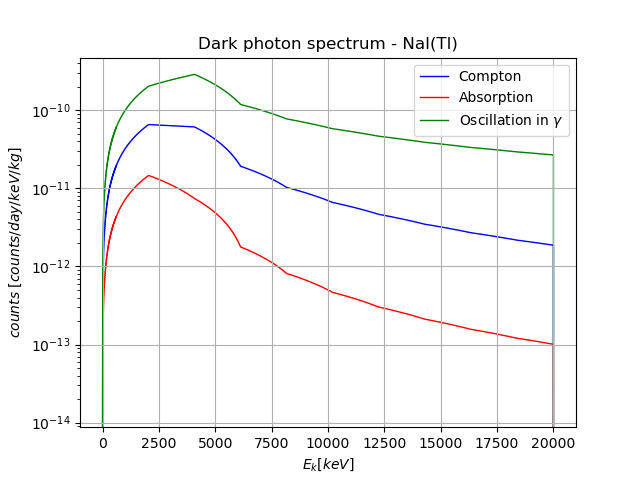 Dark photon spectrum - NaI(Tl)
Compton
Absorption
Oscillation in γ
counts [counts/day/keV/kg]
10⁻¹⁰
10⁻¹¹
10⁻¹²
10⁻¹³
10⁻¹⁴
0 2500 5000 7500 10000 12500 15000 17500 20000
Eₖ[keV]